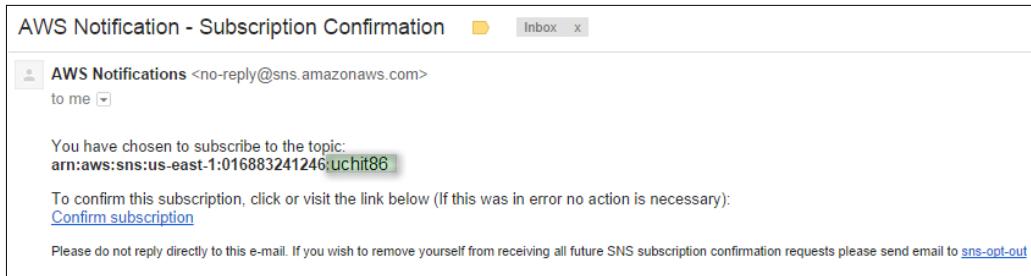 AWS Notification - Subscription Confirmation Inbox x
AWS Notifications <no-reply@sns.amazonaws.com>
to me
You have chosen to subscribe to the topic:
arn:aws:sns:us-east-1:016883241246:uchit86
To confirm this subscription, click or visit the link below (If this was in error no action is necessary):
Confirm subscription
Please do not reply directly to this e-mail. If you wish to remove yourself from receiving all future SNS subscription confirmation requests please send email to sns-opt-out